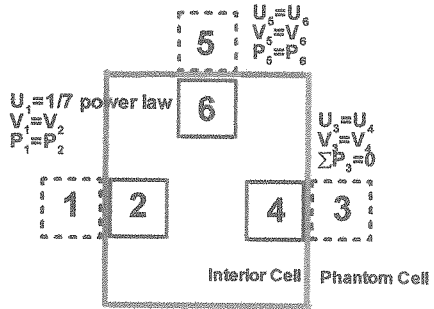 5
U₅=U₆
V₅=V₆
P₅=P₆
6
U₁=1/7 power law
V₁=V₂
P₁=P₂
U₃=U₄
V₃=V₄
∑P₃=0
1
2
4
3
Interior Cell
Phantom Cell